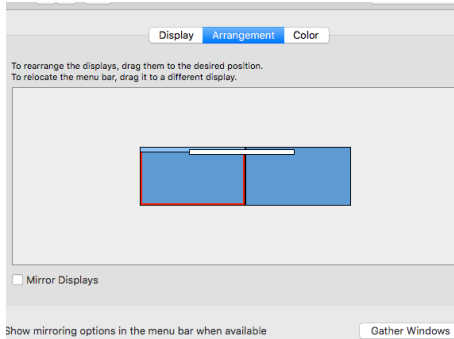 Display Arrangement Color
To rearrange the displays, drag them to the desired position.
To relocate the menu bar, drag it to a different display.
Mirror Displays
Show mirroring options in the menu bar when available
Gather Windows